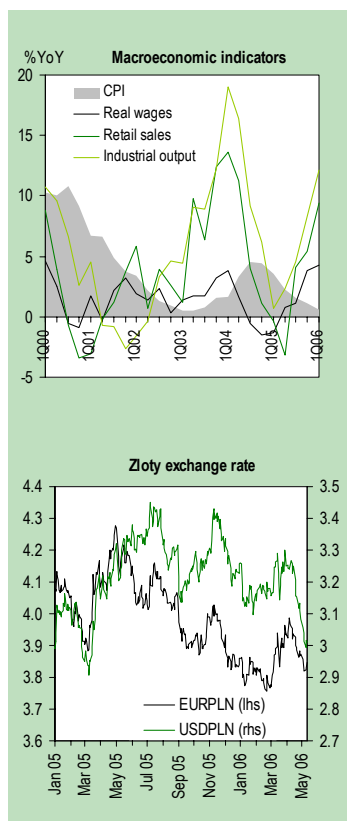 %YoY
Macroeconomic indicators
20
15
10
5
0
-5
CPI
Real wages
Retail sales
Industrial output
1Q00
1Q01
1Q02
1Q03
1Q04
1Q05
1Q06
Zloty exchange rate
4.4
4.3
4.2
4.1
4.0
3.9
3.8
3.7
3.6
3.5
3.4
3.3
3.2
3.1
3.0
2.9
2.8
2.7
EURPLN (lhs)
USDPLN (rhs)
Jan 05
Mar 05
May 05
Jul 05
Sep 05
Nov 05
Jan 06
Mar 06
May 06